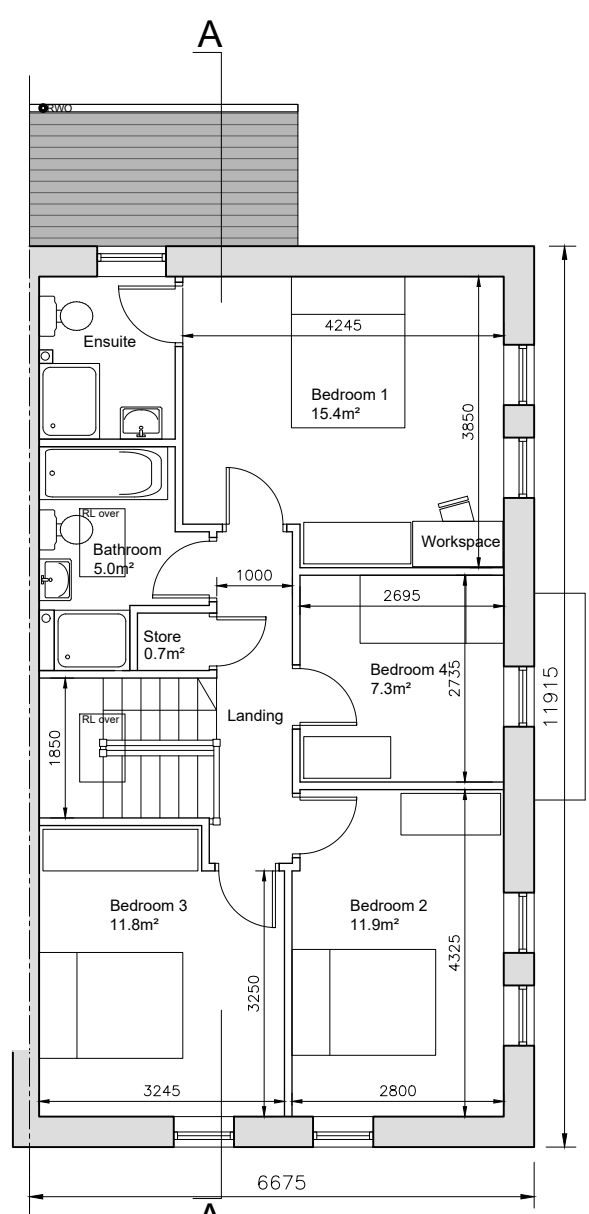 A
RWO
Ensuite
4245
Bedroom 1
15.4m²
3850
RL over
Workspace
Bathroom
5.0m²
1000
2695
Store
0.7m²
Bedroom 4
7.3m²
2735
11915
RL over
Landing
1850
Bedroom 3
11.8m²
Bedroom 2
11.9m²
4325
3250
3245
2800
6675
A